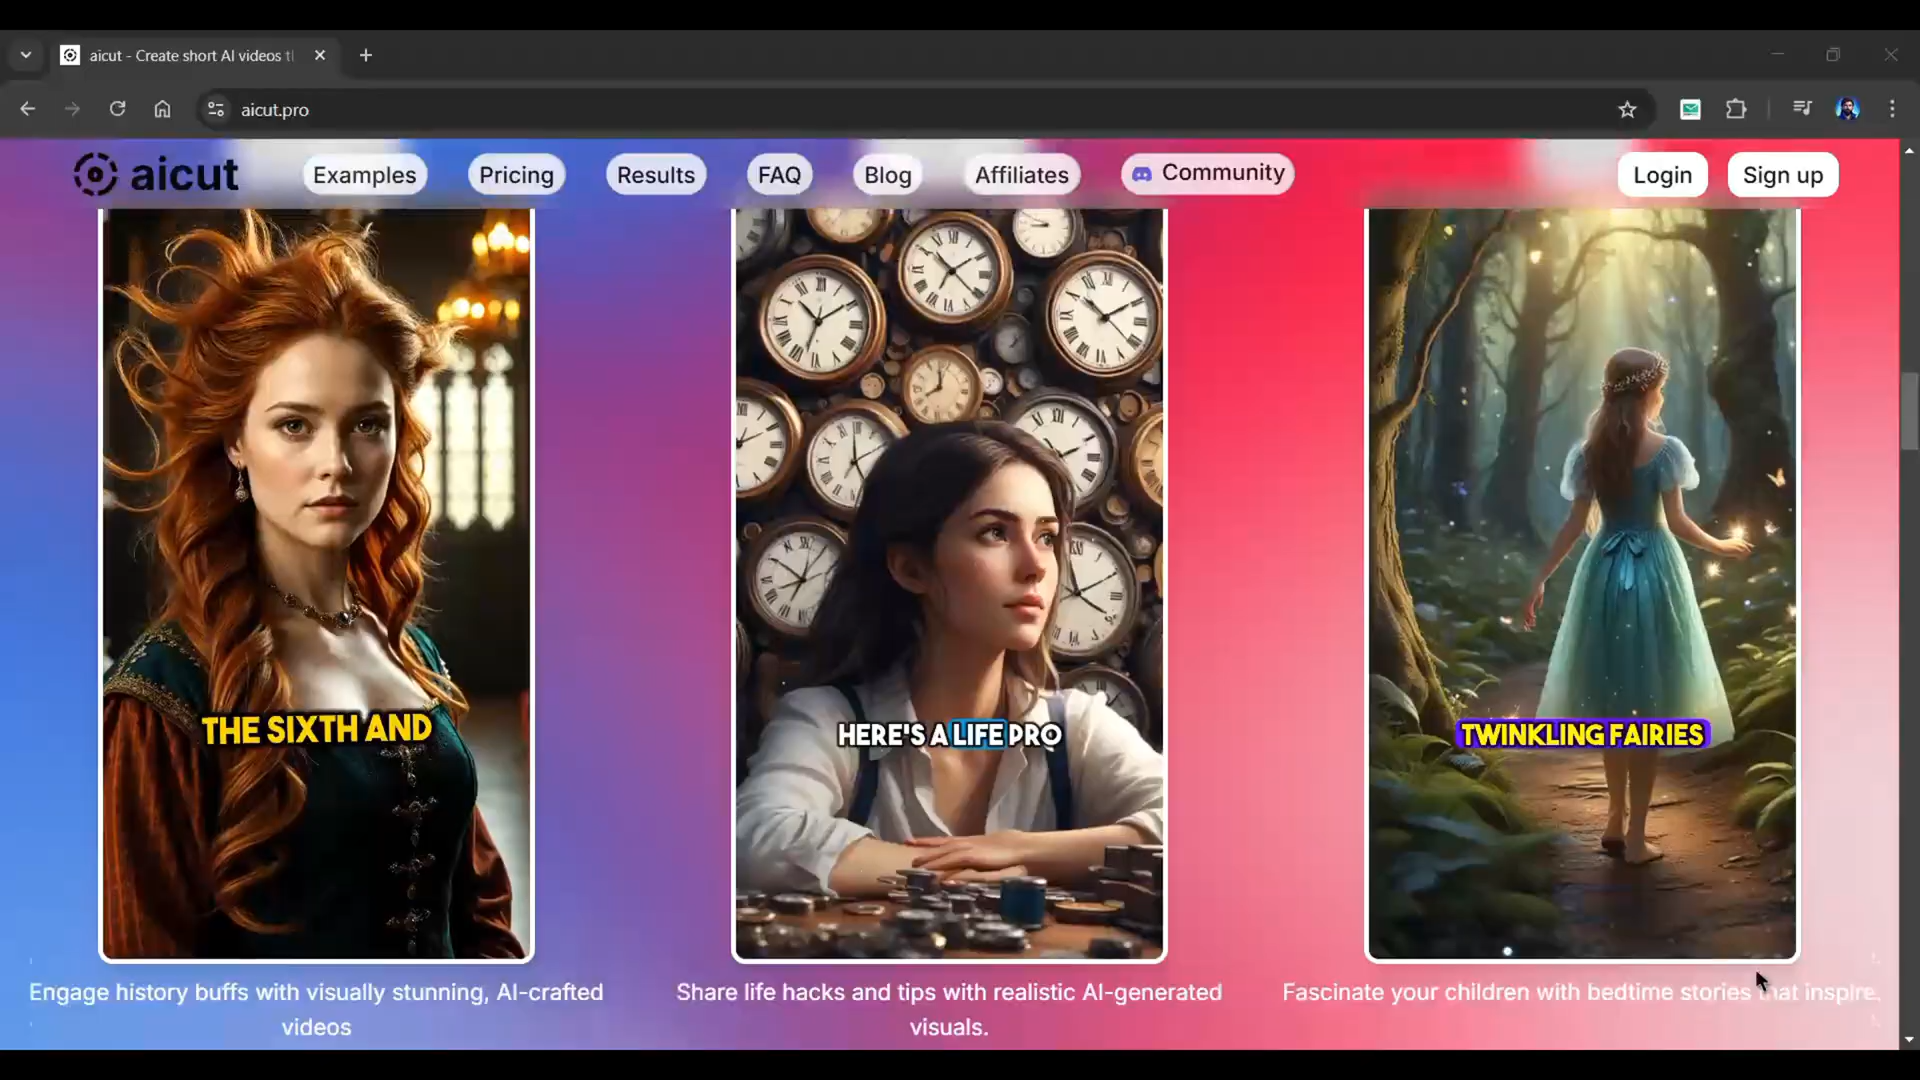 aicut - Create short AI videos tl
aicut.pro
aicut
Examples
Pricing
Results
FAQ
Blog
Affiliates
Community
Login
Sign up
THE SIXTH AND
HERE'S A LIFE PRO
TWINKLING FAIRIES
Engage history buffs with visually stunning, AI-crafted
videos
Share life hacks and tips with realistic AI-generated
visuals.
Fascinate your children with bedtime stories that inspire.